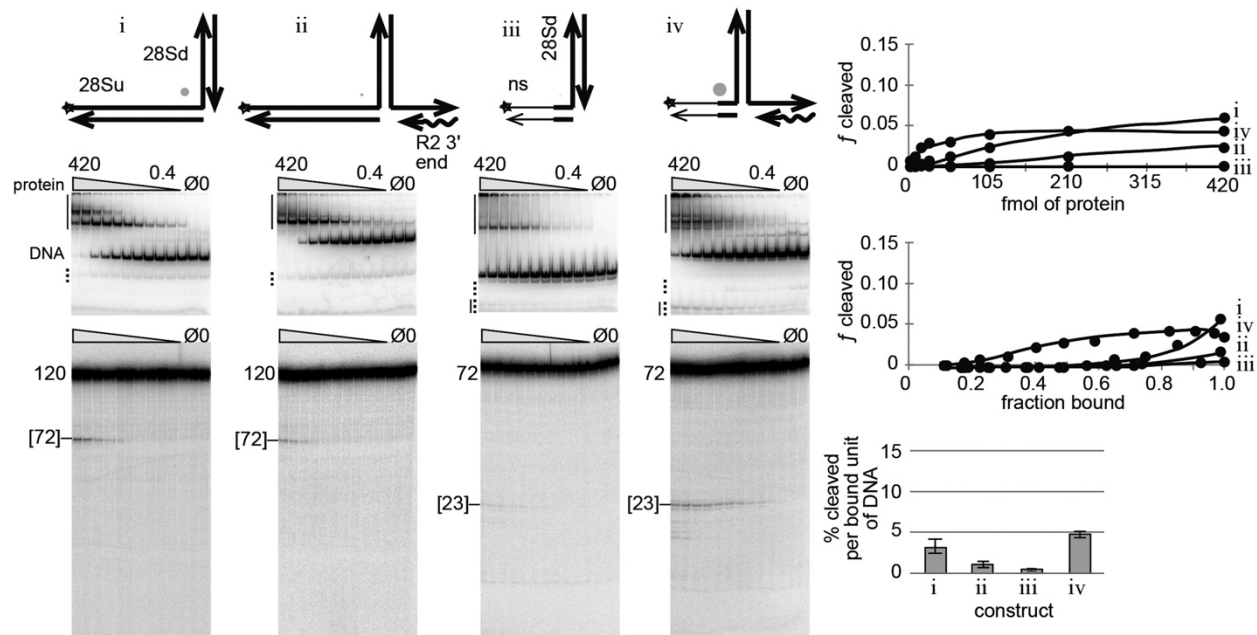 i
28Sd
28Su
ii
R2 3'
end
iii
28Sd
ns
iv
protein
420
0.4
Ø0
420
0.4
Ø0
420
0.4
Ø0
420
0.4
Ø0
DNA
Ø0
Ø0
Ø0
Ø0
120
[72]
120
[72]
72
[23]
72
[23]
ƒ cleaved
0.15
0.10
0.05
0
0
105
210
315
420
fmol of protein
i
iv
ii
iii
ƒ cleaved
0.15
0.10
0.05
0
0
0.2
0.4
0.6
0.8
1.0
fraction bound
i
iv
ii
iii
% cleaved
per bound unit
of DNA
15
10
5
0
i
ii
iii
iv
construct